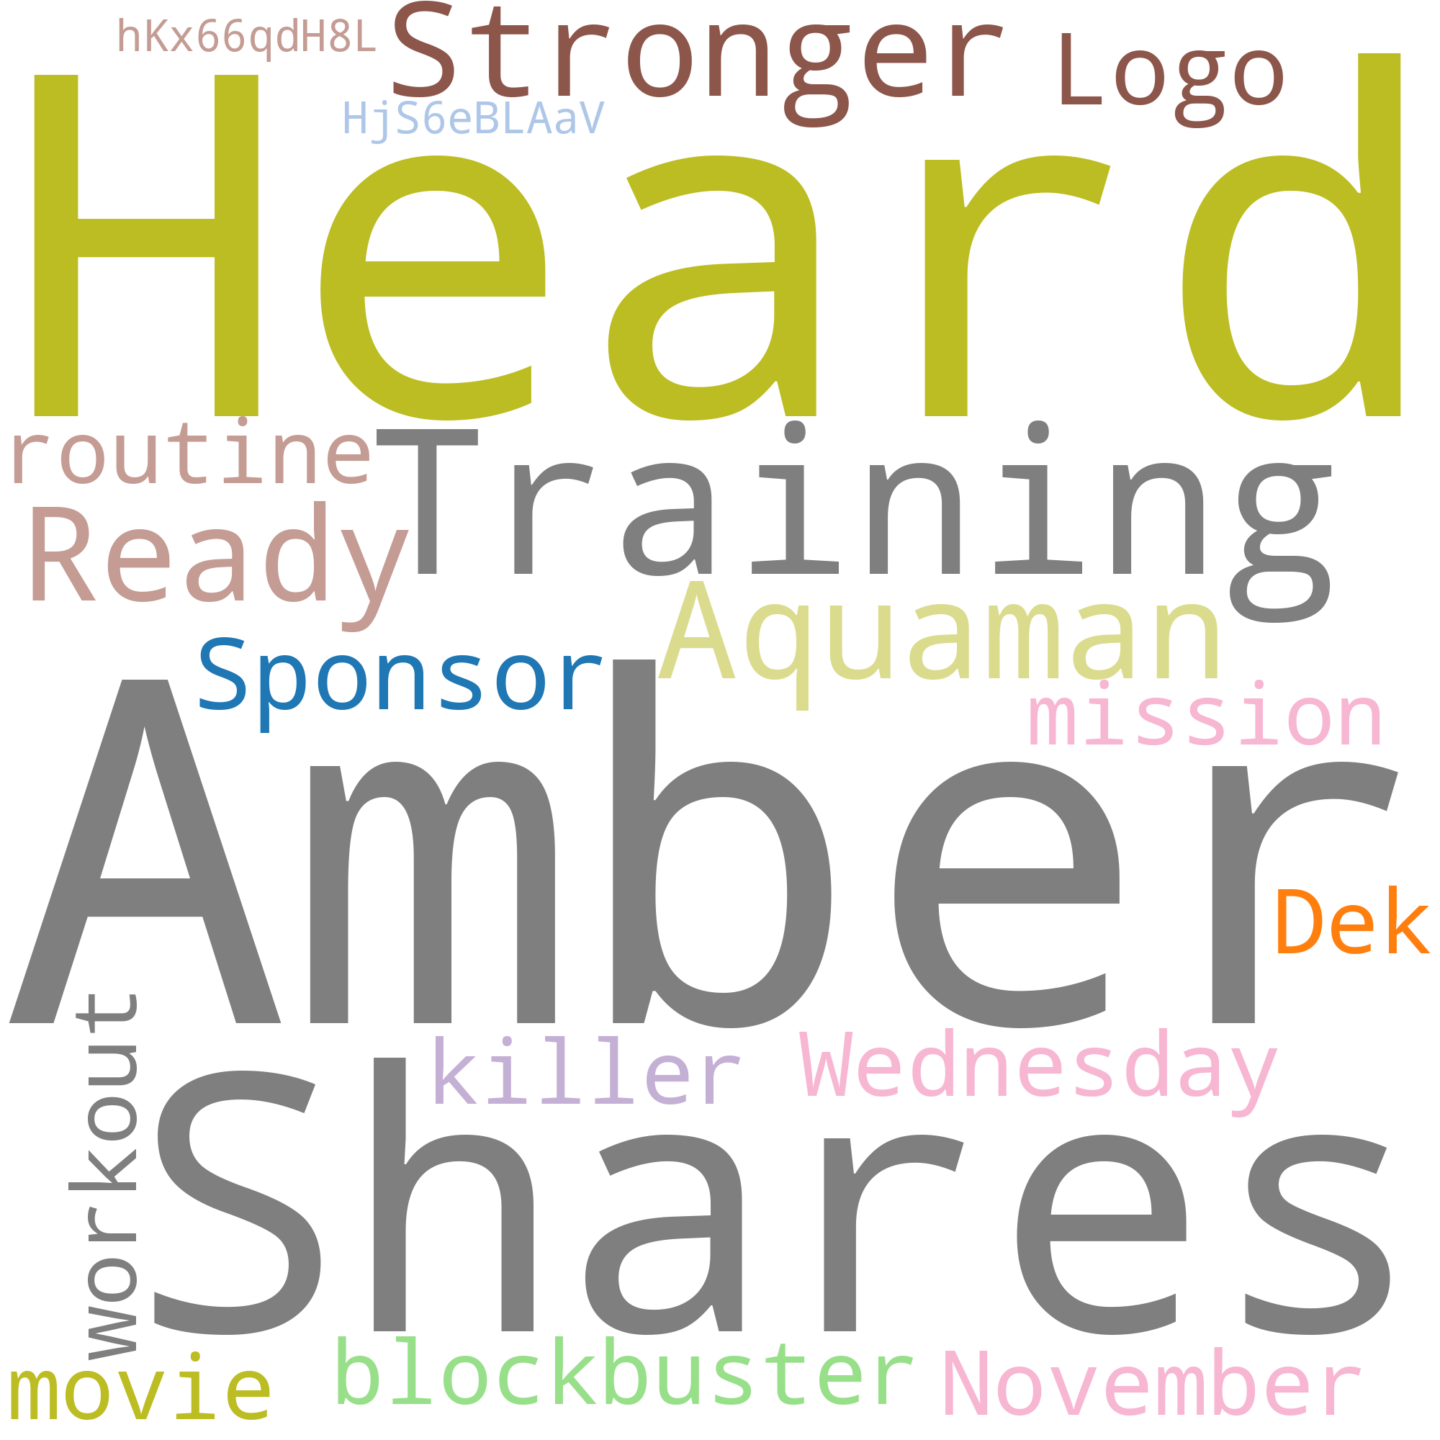 hKx66qdH8L Stronger Logo
HjS6eBLAaV
Heard
routine Training
Ready
Aquaman
Sponsor
mission
Amber
Dek
workout
killer Wednesday
Shares
movie blockbuster November